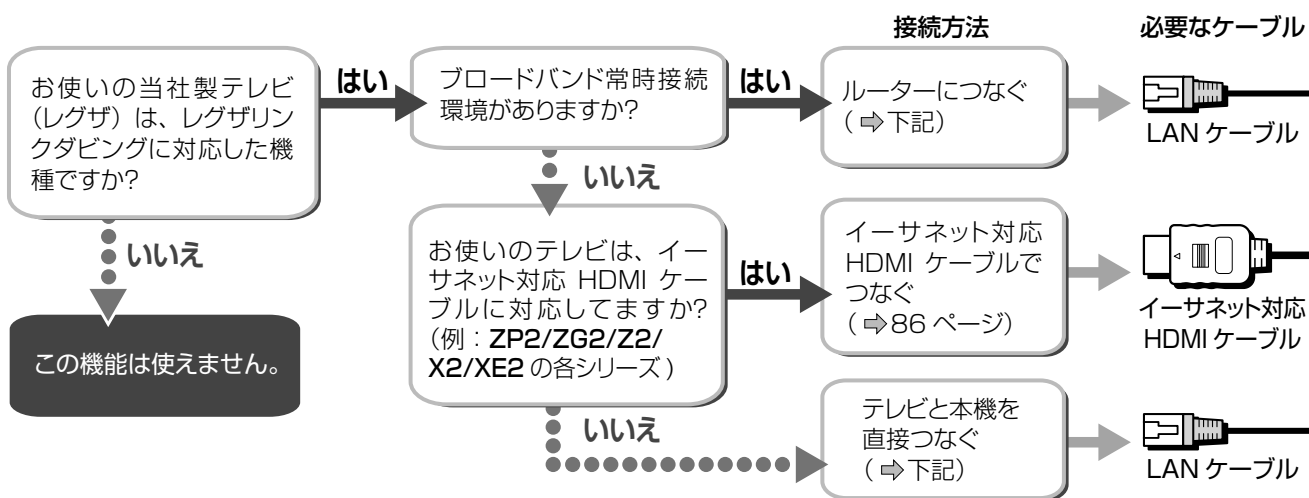 接続方法
必要なケーブル
お使いの当社製テレビ
(レグザ)は、レグザリン
クダビングに対応した機
種ですか?
はい
ブロードバンド常時接続
環境がありますか?
はい
ルーターにつなぐ
(⇨下記)
LAN ケーブル
いいえ
いいえ
この機能は使えません。
お使いのテレビは、イー
サネット対応 HDMI ケー
ブルに対応してますか?
(例:ZP2/ZG2/Z2/
X2/XE2 の各シリーズ)
はい
イーサネット対応
HDMI ケーブルで
つなぐ
(⇨86 ページ)
イーサネット対応
HDMI ケーブル
いいえ
テレビと本機を
直接つなぐ
(⇨下記)
LAN ケーブル